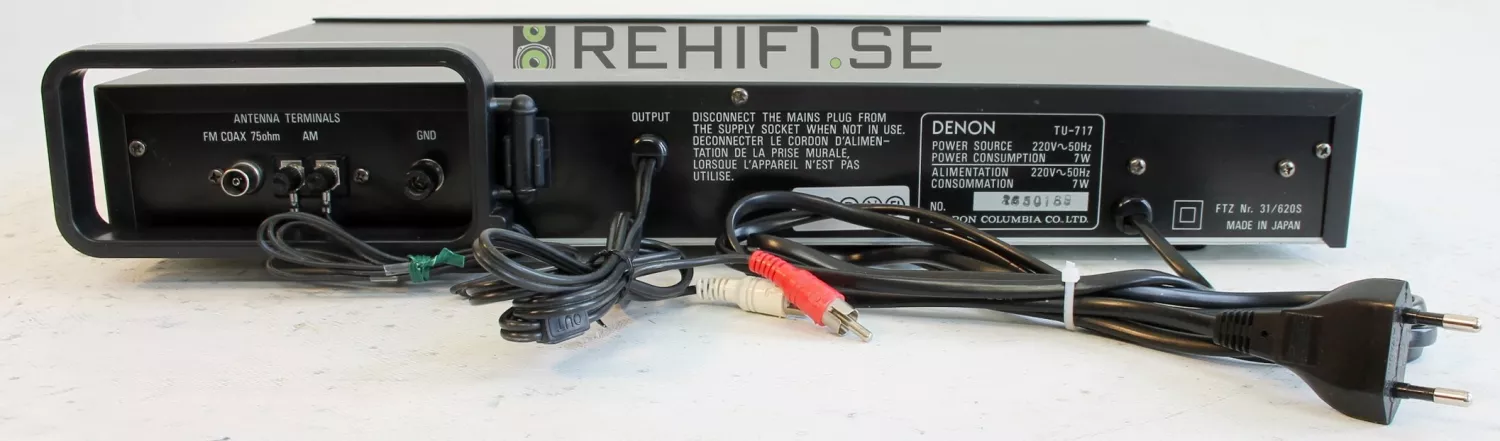 REHIFI.SE
ANTENNA TERMINALS
FM COAX 75ohm AM GND
OUTPUT
DISCONNECT THE MAINS PLUG FROM
THE SUPPLY SOCKET WHEN NOT IN USE.
DECONNECTER LE CORDON D'ALIMEN-
TATION DE LA PRISE MURALE,
LORSQUE L'APPAREIL N'EST PAS
UTILISE.
DENON TU-717
POWER SOURCE 220V~50Hz
POWER CONSUMPTION 7W
ALIMENTATION 220V~50Hz
CONSOMMATION 7W
NO.
COLUMBIA CO. LTD.
FTZ Nr. 31/620S
MADE IN JAPAN
OUT